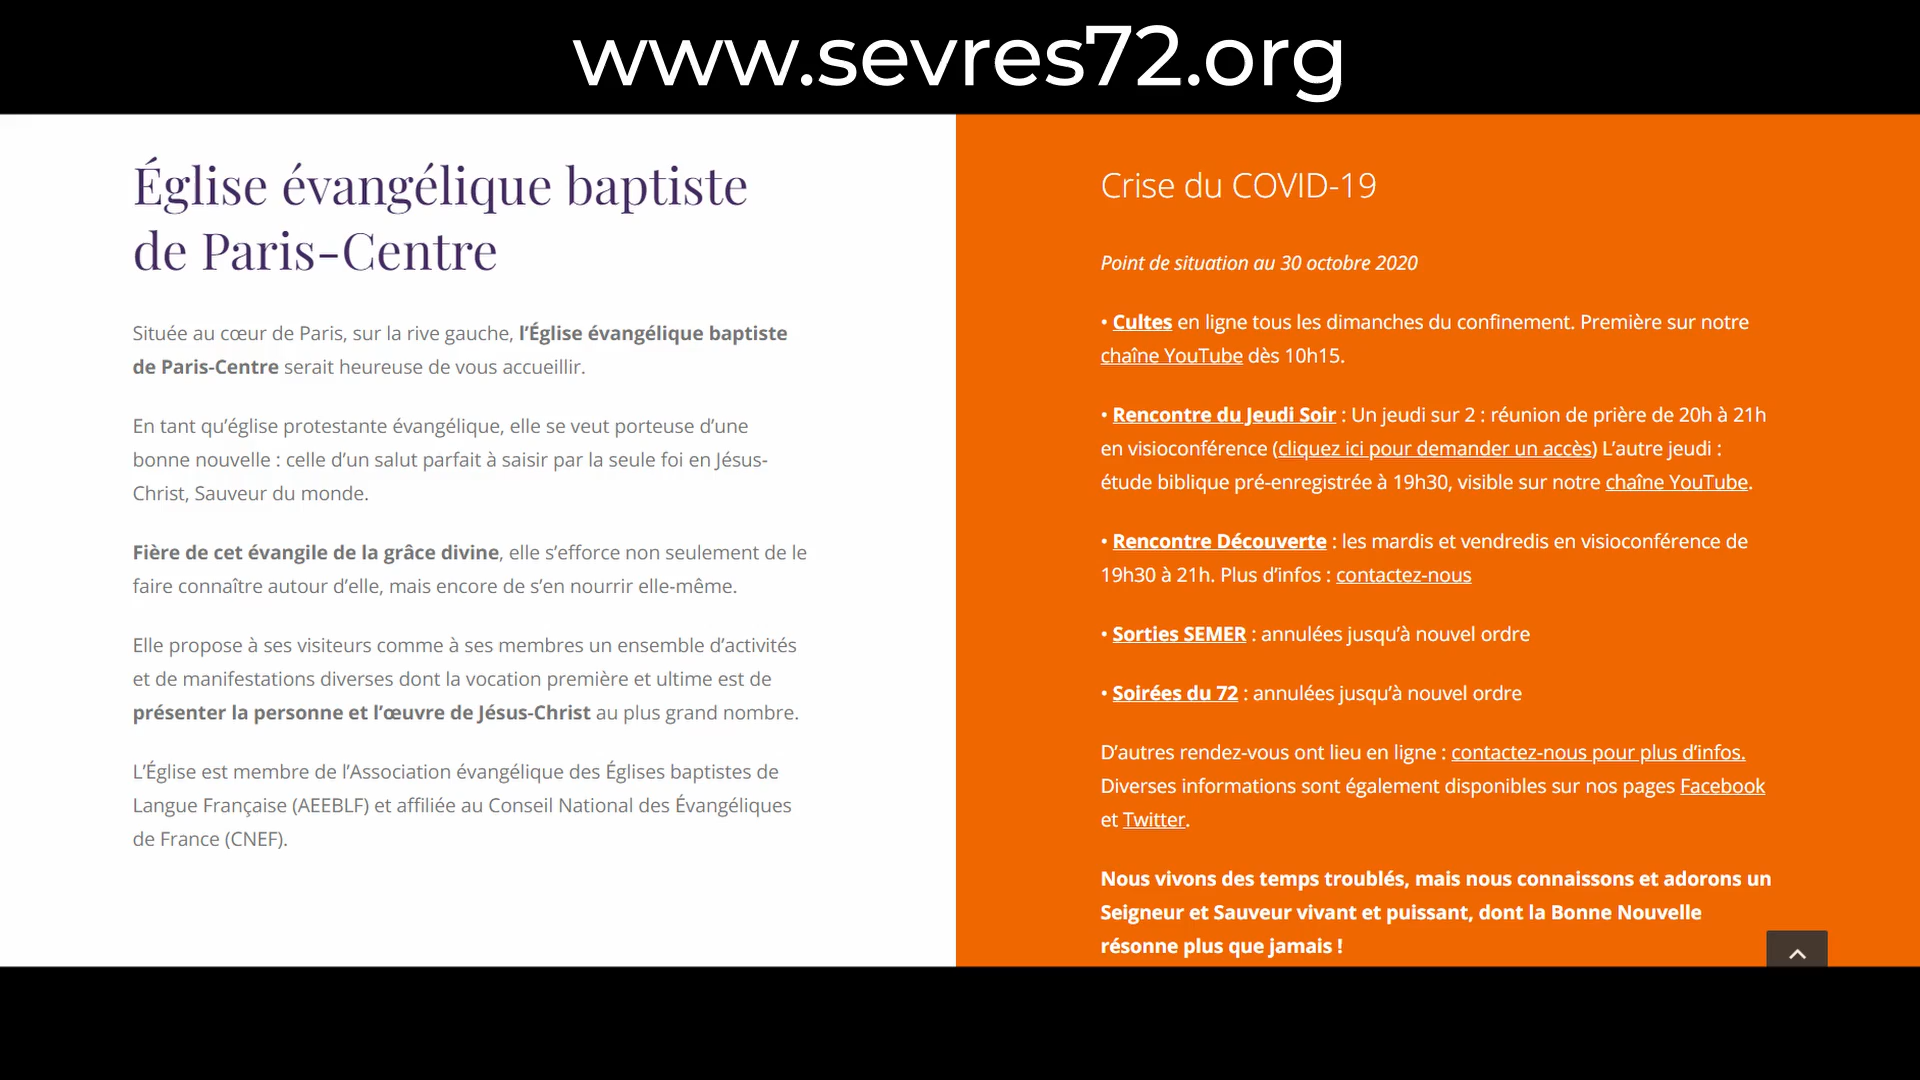 www.sevres72.org
Église évangélique baptiste
de Paris-Centre
Située au cœur de Paris, sur la rive gauche, l’Église évangélique baptiste
de Paris-Centre serait heureuse de vous accueillir.
En tant qu’église protestante évangélique, elle se veut porteuse d’une
bonne nouvelle : celle d’un salut parfait à saisir par la seule foi en Jésus-
Christ, Sauveur du monde.
Fière de cet évangile de la grâce divine, elle s’efforce non seulement de le
faire connaître autour d’elle, mais encore de s’en nourrir elle-même.
Elle propose à ses visiteurs comme à ses membres un ensemble d’activités
et de manifestations diverses dont la vocation première et ultime est de
présenter la personne et l’œuvre de Jésus-Christ au plus grand nombre.
L’Église est membre de l’Association évangélique des Églises baptistes de
Langue Française (AEEBLF) et affiliée au Conseil National des Évangéliques
de France (CNEF).
Crise du COVID-19
Point de situation au 30 octobre 2020
• Cultes en ligne tous les dimanches du confinement. Première sur notre
chaîne YouTube dès 10h15.
• Rencontre du Jeudi Soir : Un jeudi sur 2 : réunion de prière de 20h à 21h
en visioconférence (cliquez ici pour demander un accès) L’autre jeudi :
étude biblique pré-enregistrée à 19h30, visible sur notre chaîne YouTube.
• Rencontre Découverte : les mardis et vendredis en visioconférence de
19h30 à 21h. Plus d’infos : contactez-nous
• Sorties SEMER : annulées jusqu’à nouvel ordre
• Soirées du 72 : annulées jusqu’à nouvel ordre
D’autres rendez-vous ont lieu en ligne : contactez-nous pour plus d’infos.
Diverses informations sont également disponibles sur nos pages Facebook
et Twitter.
Nous vivons des temps troublés, mais nous connaissons et adorons un
Seigneur et Sauveur vivant et puissant, dont la Bonne Nouvelle
résonne plus que jamais !